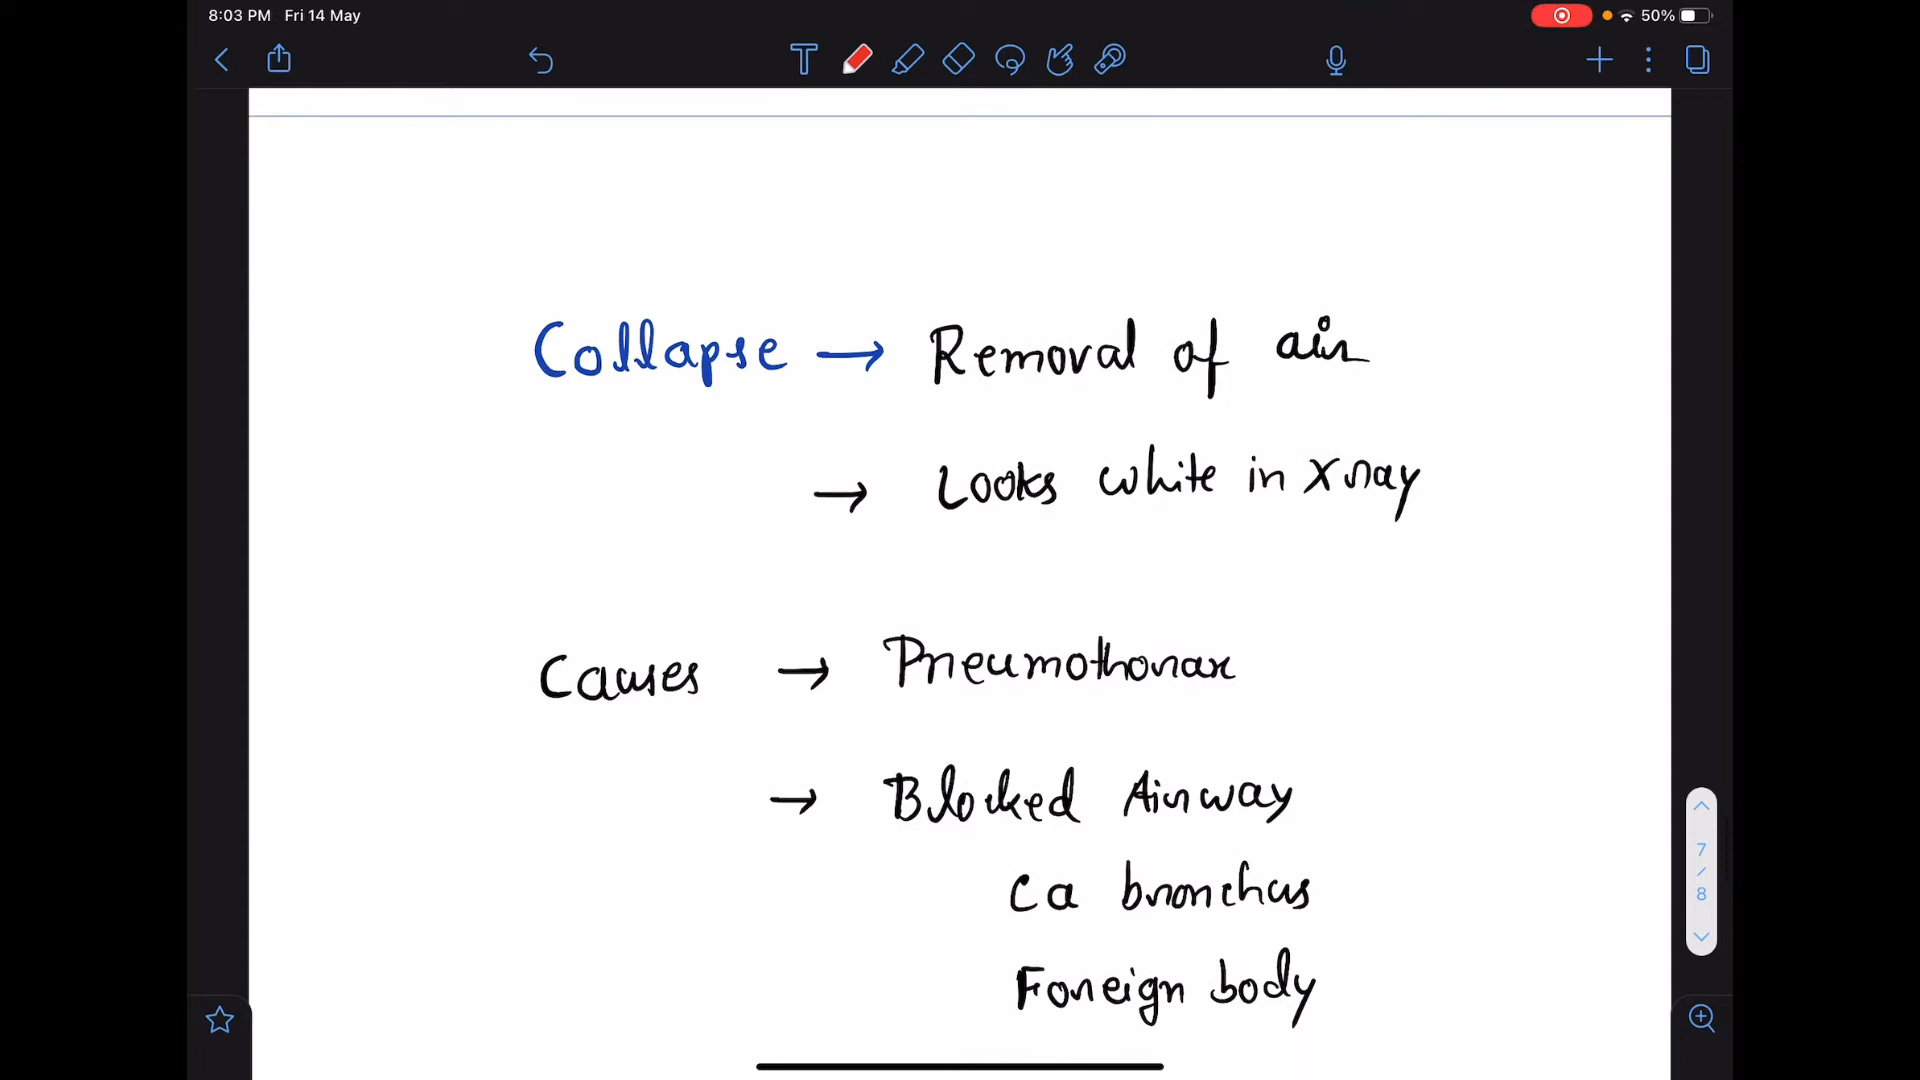 8:03 PM Fri 14 May 50%
Collapse → Removal of air
→ Looks white in Xray
Causes → Pneumothorax
→ Blocked Airway
Ca bronchus
Foreign body
7
/
8